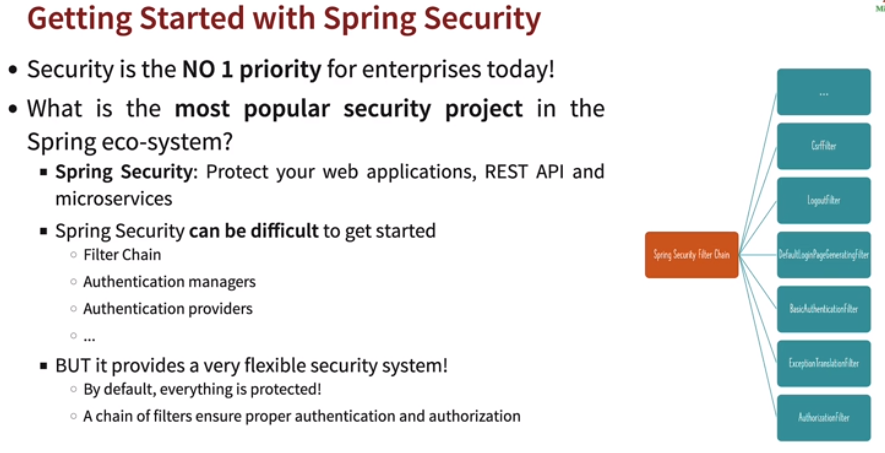 Getting Started with Spring Security
• Security is the NO 1 priority for enterprises today!
• What is the most popular security project in the
Spring eco-system?
▪ Spring Security: Protect your web applications, REST API and
microservices
▪ Spring Security can be difficult to get started
◦ Filter Chain
◦ Authentication managers
◦ Authentication providers
◦ ...
▪ BUT it provides a very flexible security system!
◦ By default, everything is protected!
◦ A chain of filters ensure proper authentication and authorization
Spring Security Filter Chain
...
CsrfFilter
LogoutFilter
DefaultLoginPageGeneratingFilter
BasicAuthenticationFilter
ExceptionTranslationFilter
AuthorizationFilter